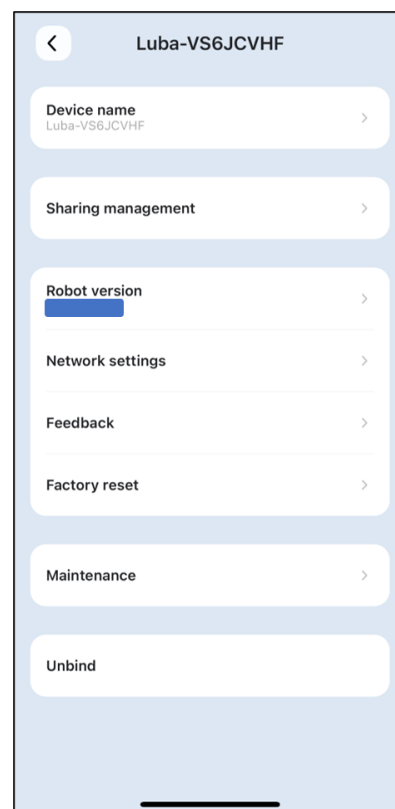 Luba-VS6JCVHF
Device name
Luba-VS6JCVHF
Sharing management
Robot version
Network settings
Feedback
Factory reset
Maintenance
Unbind